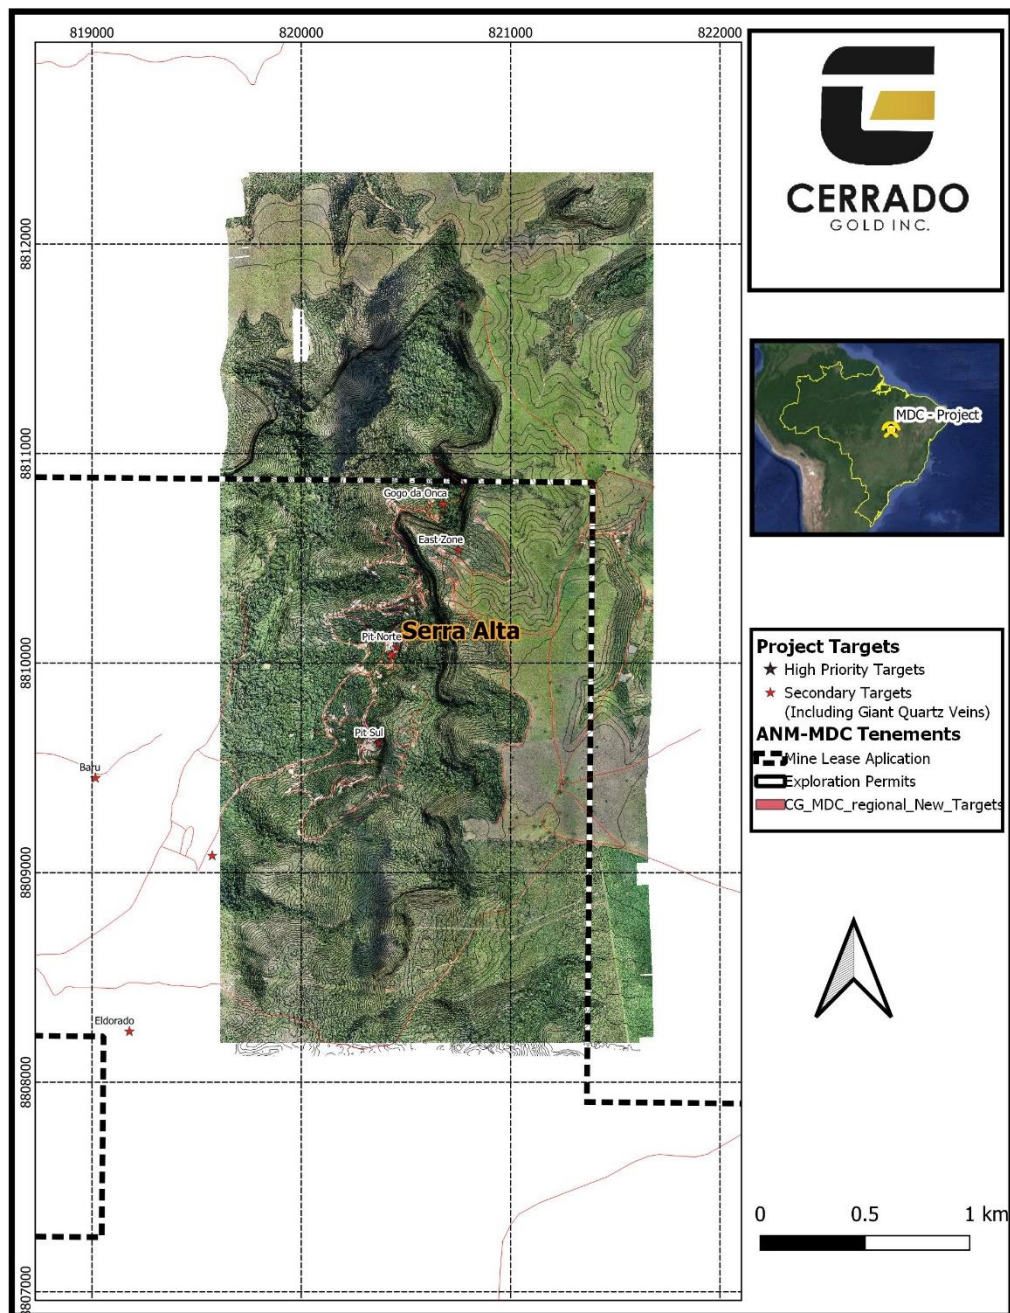 819000
820000
821000
822000
8812000
8811000
8810000
8809000
8808000
8807000
Gogo da Onca
East Zone
Pit Norte
Serra Alta
Pit Sul
Baru
Eldorado
CERRADO
GOLD INC.
MDC - Project
Project Targets
High Priority Targets
Secondary Targets
(Including Giant Quartz Veins)
ANM-MDC Tenements
Mine Lease Aplication
Exploration Permits
CG_MDC_regional_New_Targets
0 0.5 1 km